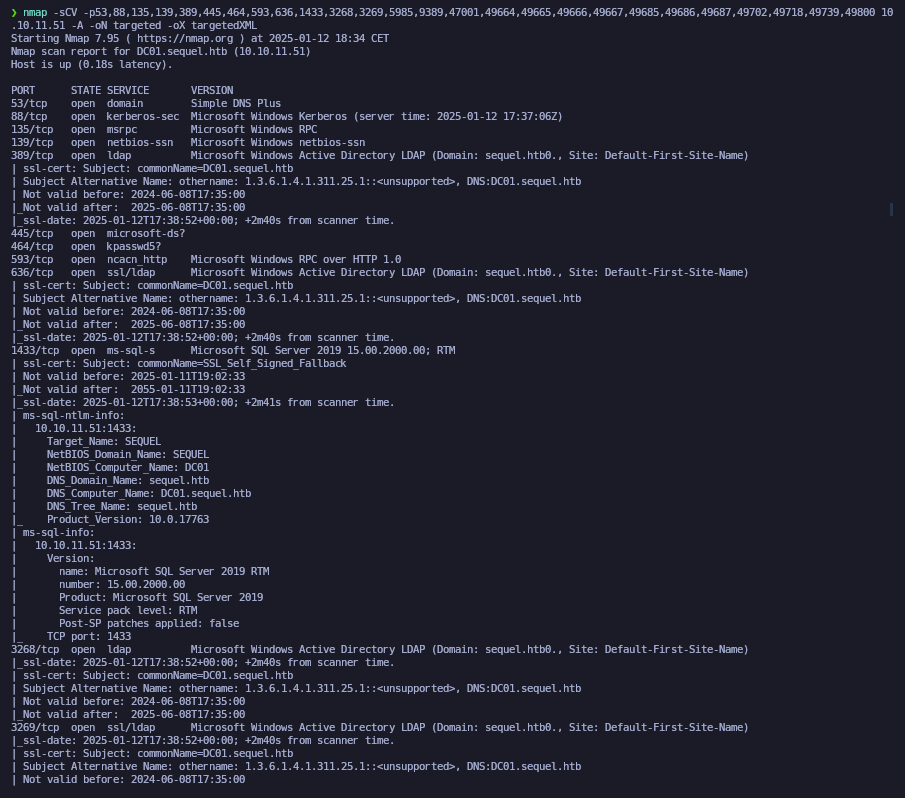 ❯ nmap -sCV -p53,88,135,139,389,445,464,593,636,1433,3268,3269,5985,9389,47001,49664,49665,49666,49667,49685,49686,49687,49702,49718,49739,49800 10
.10.11.51 -A -oN targeted -oX targetedXML
Starting Nmap 7.95 ( https://nmap.org ) at 2025-01-12 18:34 CET
Nmap scan report for DC01.sequel.htb (10.10.11.51)
Host is up (0.18s latency).

PORT      STATE SERVICE       VERSION
53/tcp    open  domain        Simple DNS Plus
88/tcp    open  kerberos-sec  Microsoft Windows Kerberos (server time: 2025-01-12 17:37:06Z)
135/tcp   open  msrpc         Microsoft Windows RPC
139/tcp   open  netbios-ssn   Microsoft Windows netbios-ssn
389/tcp   open  ldap          Microsoft Windows Active Directory LDAP (Domain: sequel.htb0., Site: Default-First-Site-Name)
| ssl-cert: Subject: commonName=DC01.sequel.htb
| Subject Alternative Name: othername: 1.3.6.1.4.1.311.25.1::<unsupported>, DNS:DC01.sequel.htb
| Not valid before: 2024-06-08T17:35:00
|_Not valid after:  2025-06-08T17:35:00
|_ssl-date: 2025-01-12T17:38:52+00:00; +2m40s from scanner time.
445/tcp   open  microsoft-ds?
464/tcp   open  kpasswd5?
593/tcp   open  ncacn_http    Microsoft Windows RPC over HTTP 1.0
636/tcp   open  ssl/ldap      Microsoft Windows Active Directory LDAP (Domain: sequel.htb0., Site: Default-First-Site-Name)
| ssl-cert: Subject: commonName=DC01.sequel.htb
| Subject Alternative Name: othername: 1.3.6.1.4.1.311.25.1::<unsupported>, DNS:DC01.sequel.htb
| Not valid before: 2024-06-08T17:35:00
|_Not valid after:  2025-06-08T17:35:00
|_ssl-date: 2025-01-12T17:38:52+00:00; +2m40s from scanner time.
1433/tcp  open  ms-sql-s      Microsoft SQL Server 2019 15.00.2000.00; RTM
| ssl-cert: Subject: commonName=SSL_Self_Signed_Fallback
| Not valid before: 2025-01-11T19:02:33
|_Not valid after:  2055-01-11T19:02:33
|_ssl-date: 2025-01-12T17:38:53+00:00; +2m41s from scanner time.
| ms-sql-ntlm-info:
|   10.10.11.51:1433:
|     Target_Name: SEQUEL
|     NetBIOS_Domain_Name: SEQUEL
|     NetBIOS_Computer_Name: DC01
|     DNS_Domain_Name: sequel.htb
|     DNS_Computer_Name: DC01.sequel.htb
|     DNS_Tree_Name: sequel.htb
|_    Product_Version: 10.0.17763
| ms-sql-info:
|   10.10.11.51:1433:
|     Version:
|       name: Microsoft SQL Server 2019 RTM
|       number: 15.00.2000.00
|       Product: Microsoft SQL Server 2019
|       Service pack level: RTM
|       Post-SP patches applied: false
|_    TCP port: 1433
3268/tcp  open  ldap          Microsoft Windows Active Directory LDAP (Domain: sequel.htb0., Site: Default-First-Site-Name)
|_ssl-date: 2025-01-12T17:38:52+00:00; +2m40s from scanner time.
| ssl-cert: Subject: commonName=DC01.sequel.htb
| Subject Alternative Name: othername: 1.3.6.1.4.1.311.25.1::<unsupported>, DNS:DC01.sequel.htb
| Not valid before: 2024-06-08T17:35:00
|_Not valid after:  2025-06-08T17:35:00
3269/tcp  open  ssl/ldap      Microsoft Windows Active Directory LDAP (Domain: sequel.htb0., Site: Default-First-Site-Name)
|_ssl-date: 2025-01-12T17:38:52+00:00; +2m40s from scanner time.
| ssl-cert: Subject: commonName=DC01.sequel.htb
| Subject Alternative Name: othername: 1.3.6.1.4.1.311.25.1::<unsupported>, DNS:DC01.sequel.htb
| Not valid before: 2024-06-08T17:35:00